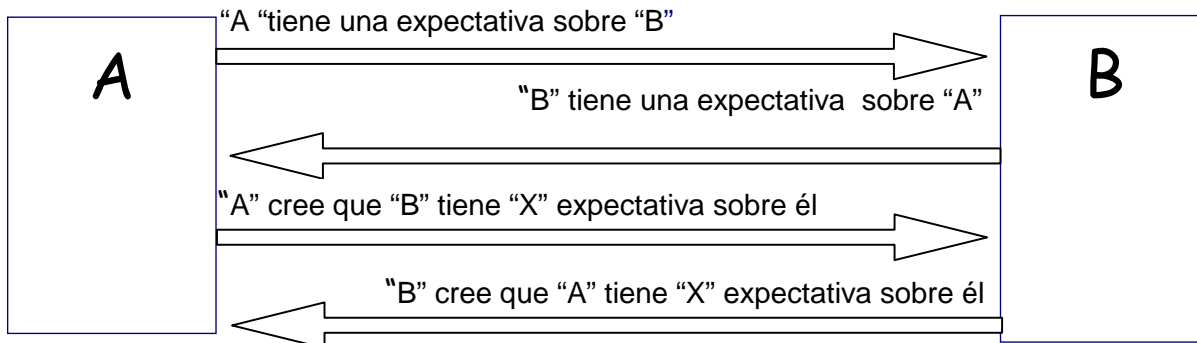 “A “tiene una expectativa sobre “B”
A
B
“B” tiene una expectativa  sobre “A”
“A” cree que “B” tiene “X” expectativa sobre él
“B” cree que “A” tiene “X” expectativa sobre él